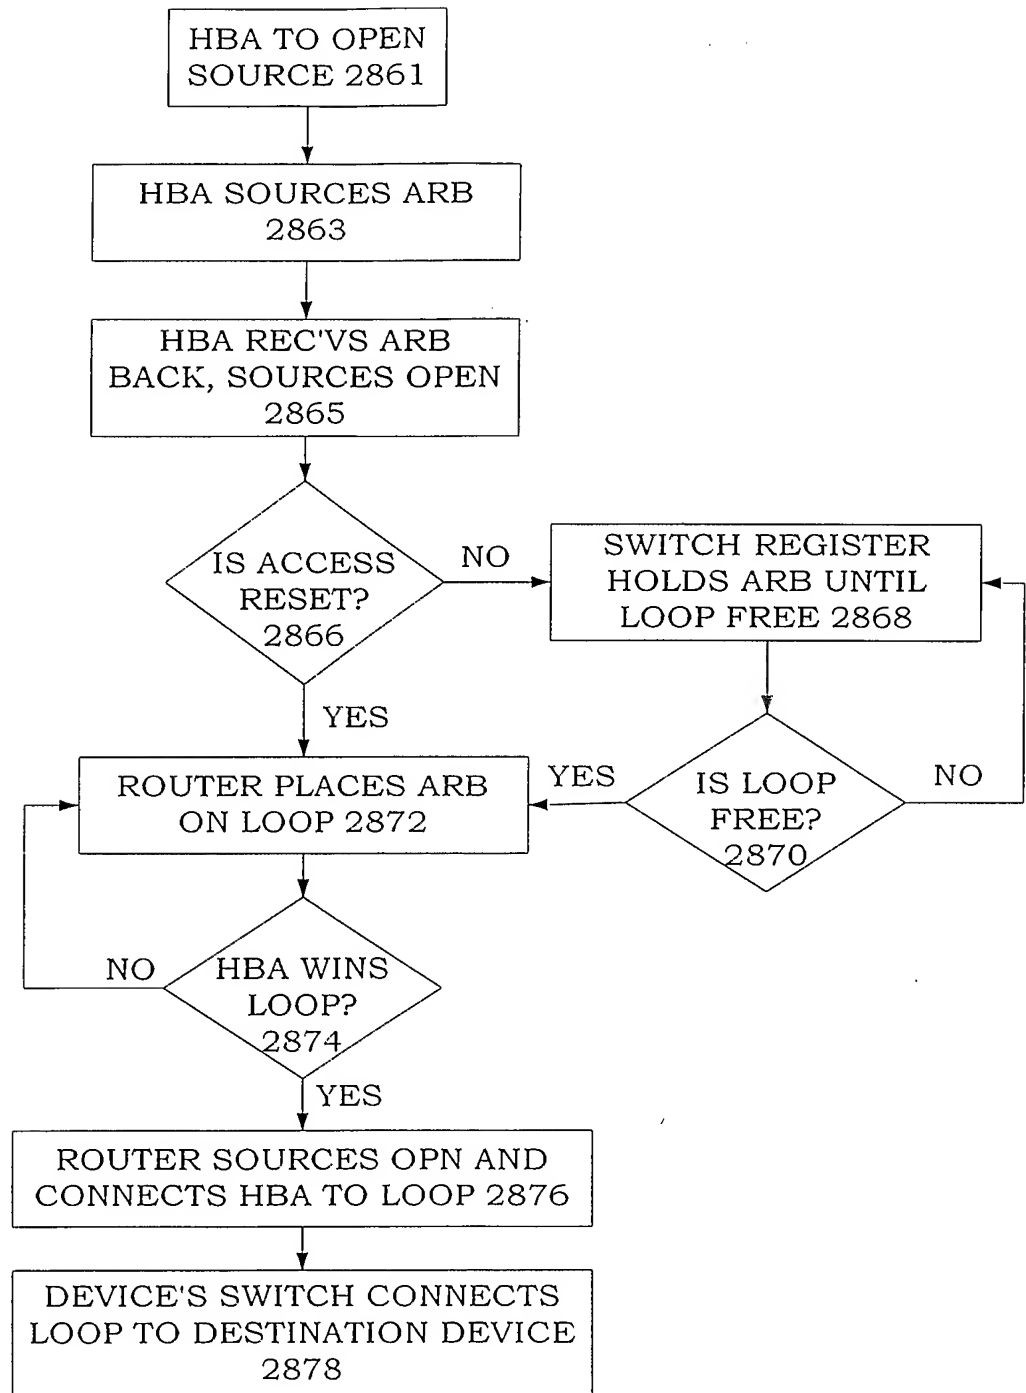 HBA TO OPEN
SOURCE 2861
HBA SOURCES ARB
2863
HBA REC'VS ARB
BACK, SOURCES OPEN
2865
IS ACCESS
RESET?
2866
NO
SWITCH REGISTER
HOLDS ARB UNTIL
LOOP FREE 2868
YES
ROUTER PLACES ARB
ON LOOP 2872
YES
IS LOOP
FREE?
2870
NO
NO
HBA WINS
LOOP?
2874
YES
ROUTER SOURCES OPN AND
CONNECTS HBA TO LOOP 2876
DEVICE'S SWITCH CONNECTS
LOOP TO DESTINATION DEVICE
2878